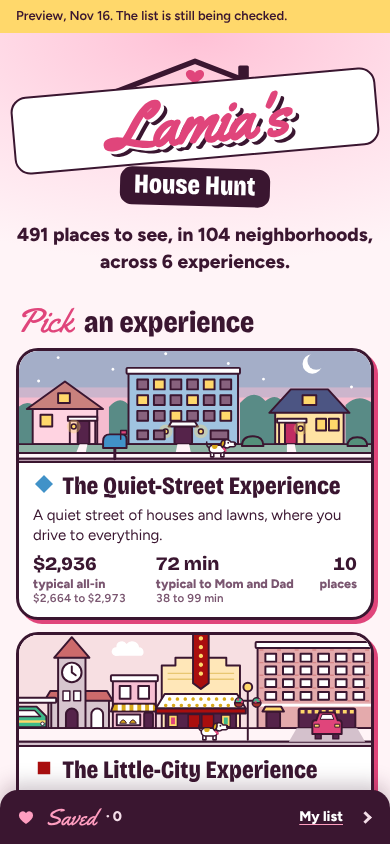 Preview, Nov 16. The list is still being checked.
Lamia's
House Hunt
491 places to see, in 104 neighborhoods,
across 6 experiences.
Pick an experience
The Quiet-Street Experience
A quiet street of houses and lawns, where you
drive to everything.
$2,936 72 min 10
typical all-in typical to Mom and Dad places
$2,664 to $2,973 38 to 99 min
The Little-City Experience
Saved · 0 My list